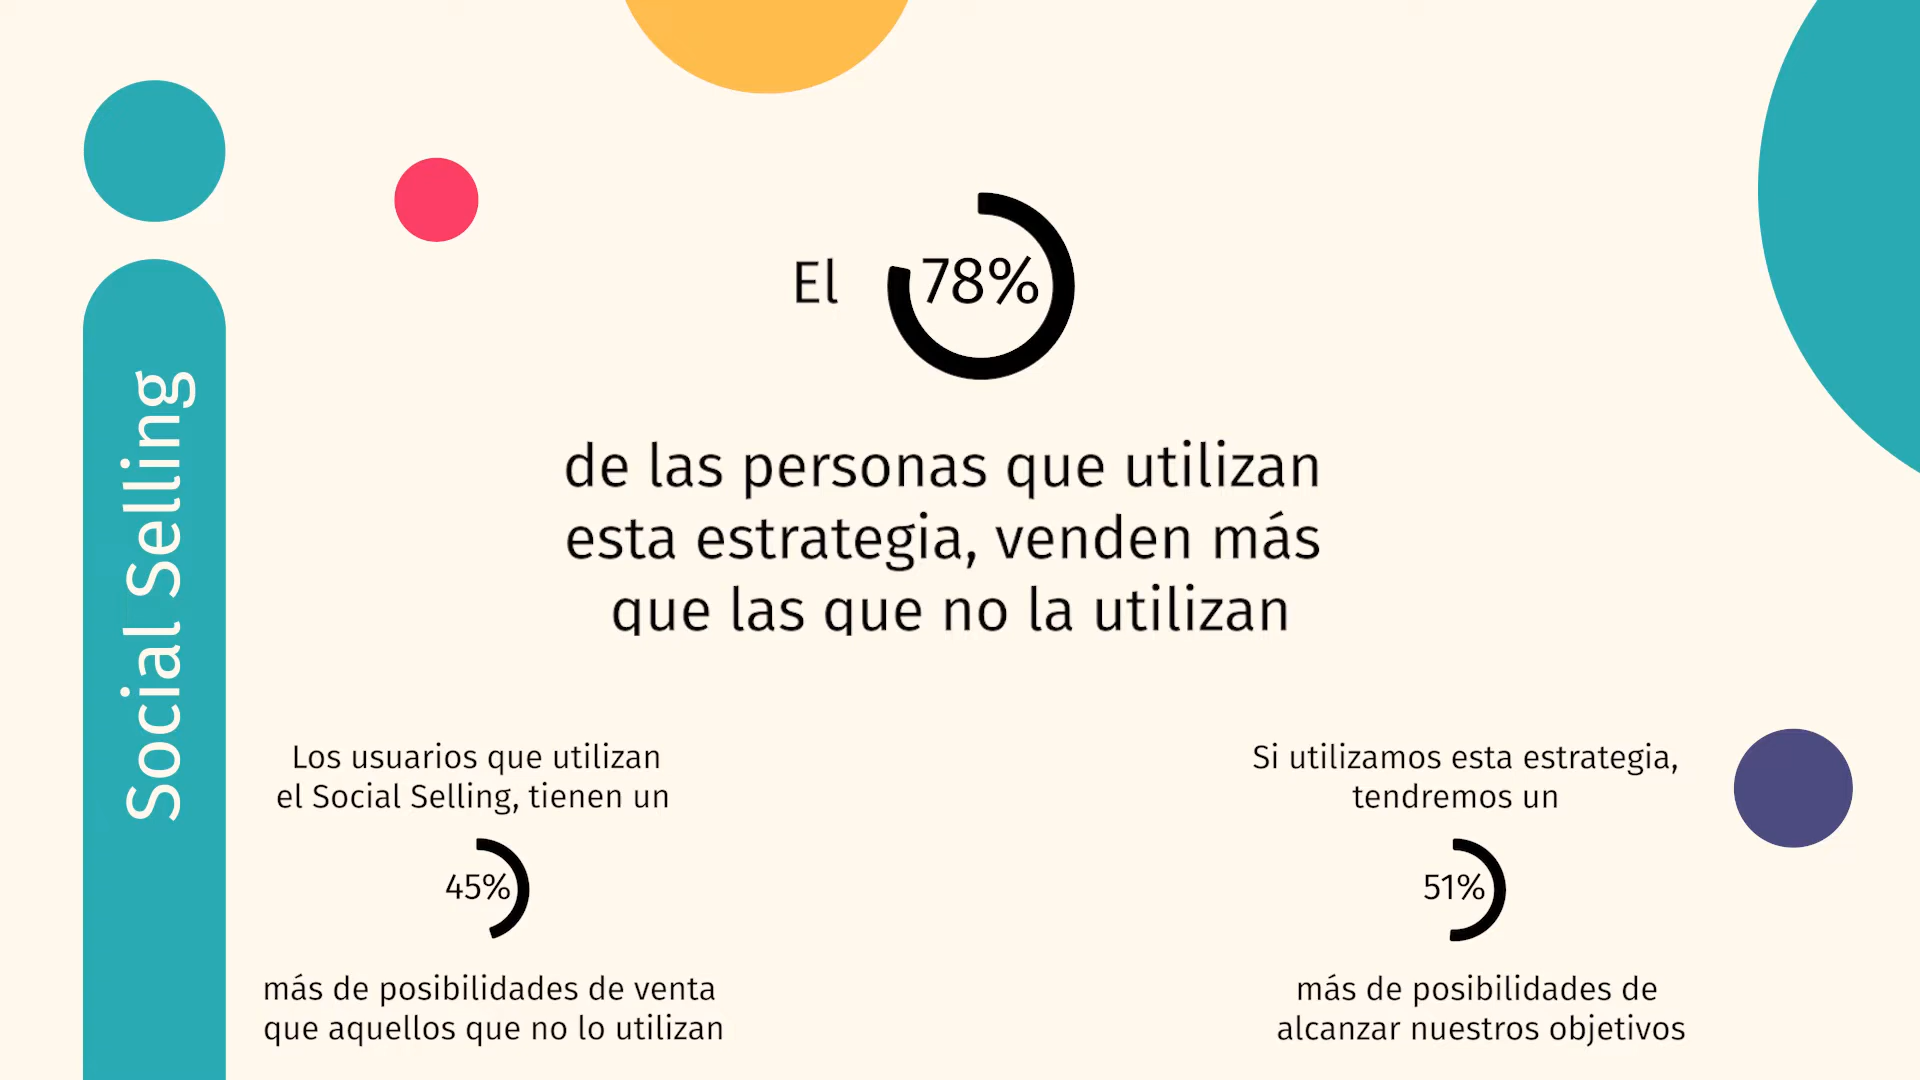 Social Selling
El 78%
de las personas que utilizan
esta estrategia, venden más
que las que no la utilizan
Los usuarios que utilizan
el Social Selling, tienen un
45%
más de posibilidades de venta
que aquellos que no lo utilizan
Si utilizamos esta estrategia,
tendremos un
51%
más de posibilidades de
alcanzar nuestros objetivos